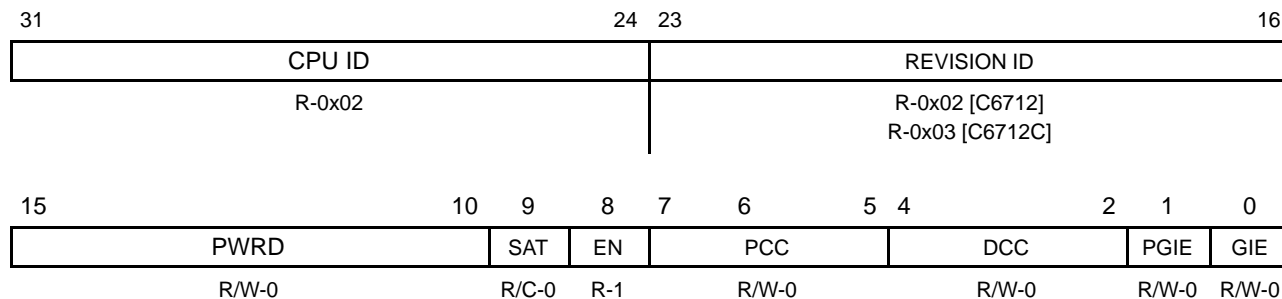 31 24 23 16
CPU ID REVISION ID
R-0x02 R-0x02 [C6712]
R-0x03 [C6712C]
15 10 9 8 7 6 5 4 2 1 0
PWRD SAT EN PCC DCC PGIE GIE
R/W-0 R/C-0 R-1 R/W-0 R/W-0 R/W-0 R/W-0